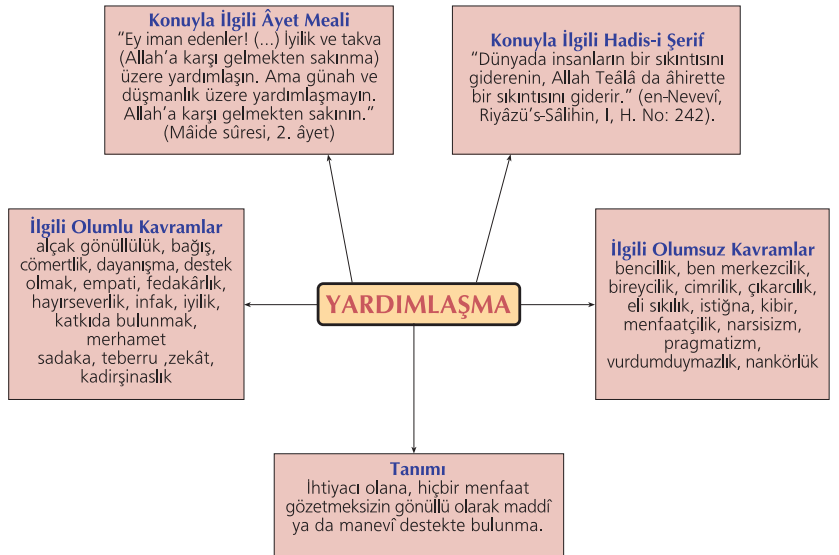 Konuyla İlgili Âyet Meali
“Ey iman edenler! (...) İyilik ve takva
(Allah’a karşı gelmekten sakınma)
üzere yardımlaşın. Ama günah ve
düşmanlık üzere yardımlaşmayın.
Allah’a karşı gelmekten sakının.”
(Mâide sûresi, 2. âyet)
Konuyla İlgili Hadis-i Şerif
“Dünyada insanların bir sıkıntısını
giderenin, Allah Teâlâ da âhirette
bir sıkıntısını giderir.” (en-Nevevî,
Riyâzü’s-Sâlihin, I, H. No: 242).
İlgili Olumlu Kavramlar
alçak gönüllülük, bağış,
cömertlik, dayanışma, destek
olmak, empati, fedakârlık,
hayırseverlik, infak, iyilik,
katkıda bulunmak,
merhamet
sadaka, teberru ,zekât,
kadirşinaslık
YARDIMLAŞMA
İlgili Olumsuz Kavramlar
bencillik, ben merkezcilik,
bireycilik, cimrilik, çıkarcılık,
eli sıkılık, istiğna, kibir,
menfaatçilik, narsisizm,
pragmatizm,
vurdumduymazlık, nankörlük
Tanımı
İhtiyacı olana, hiçbir menfaat
gözetmeksizin gönüllü olarak maddî
ya da manevî destekte bulunma.